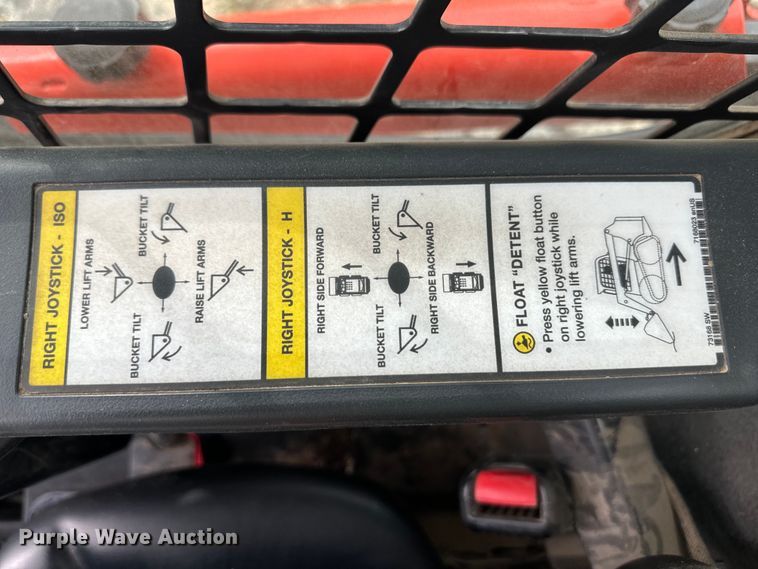 RIGHT JOYSTICK - ISO
LOWER LIFT ARMS
BUCKET TILT
BUCKET TILT
RAISE LIFT ARMS
RIGHT JOYSTICK - H
RIGHT SIDE FORWARD
BUCKET TILT
BUCKET TILT
RIGHT SIDE BACKWARD
FLOAT "DETENT"
• Press yellow float button
on right joystick while
lowering lift arms.
73168 SW
7168023 enUS
Purple Wave Auction